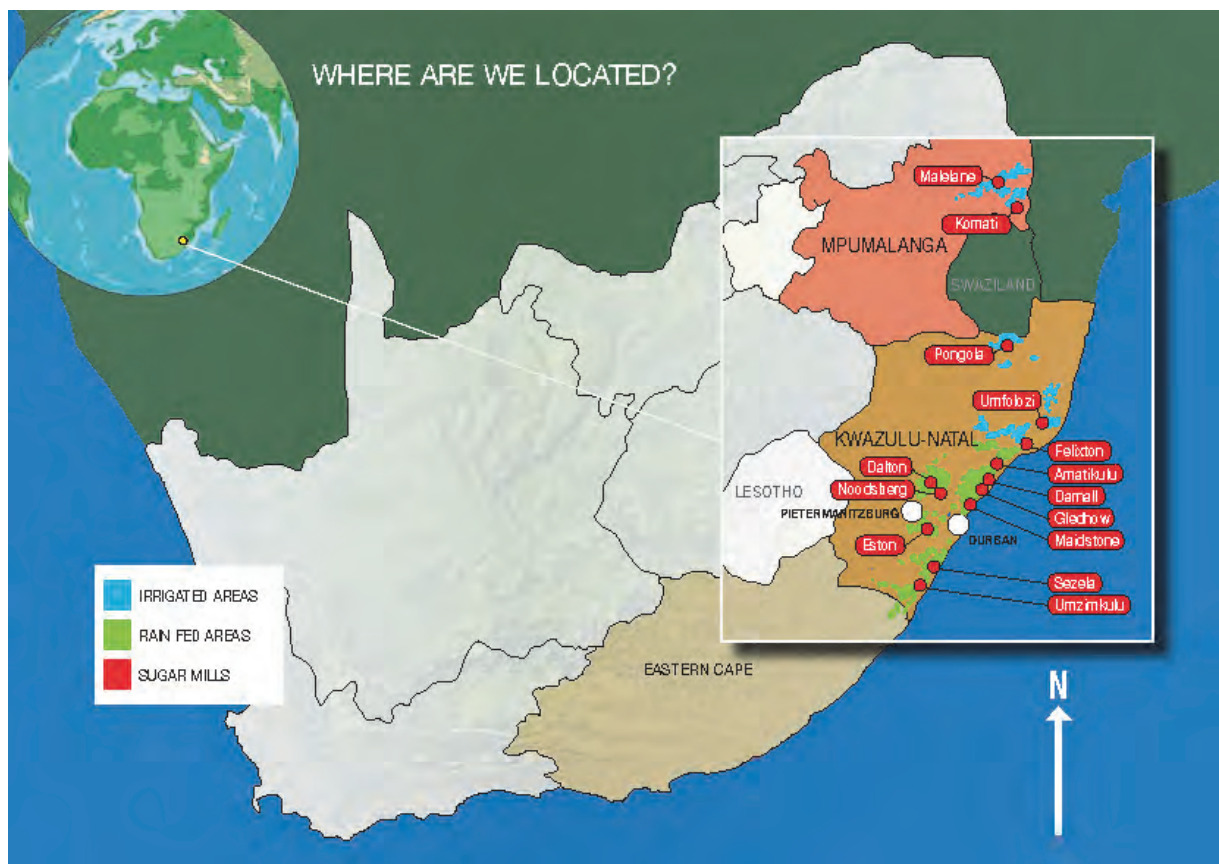 WHERE ARE WE LOCATED?
Malelane
Komati
MPUMALANGA
SWAZILAND
Pongola
Umfolozi
KWAZULU-NATAL
Felixton
Dalton
Amatikulu
Noodsberg
Darnall
LESOTHO
PIETERMARITZBURG
Gledhow
Eston
DURBAN
Maidstone
Sezela
Umzimkulu
IRRIGATED AREAS
RAIN FED AREAS
SUGAR MILLS
EASTERN CAPE
N